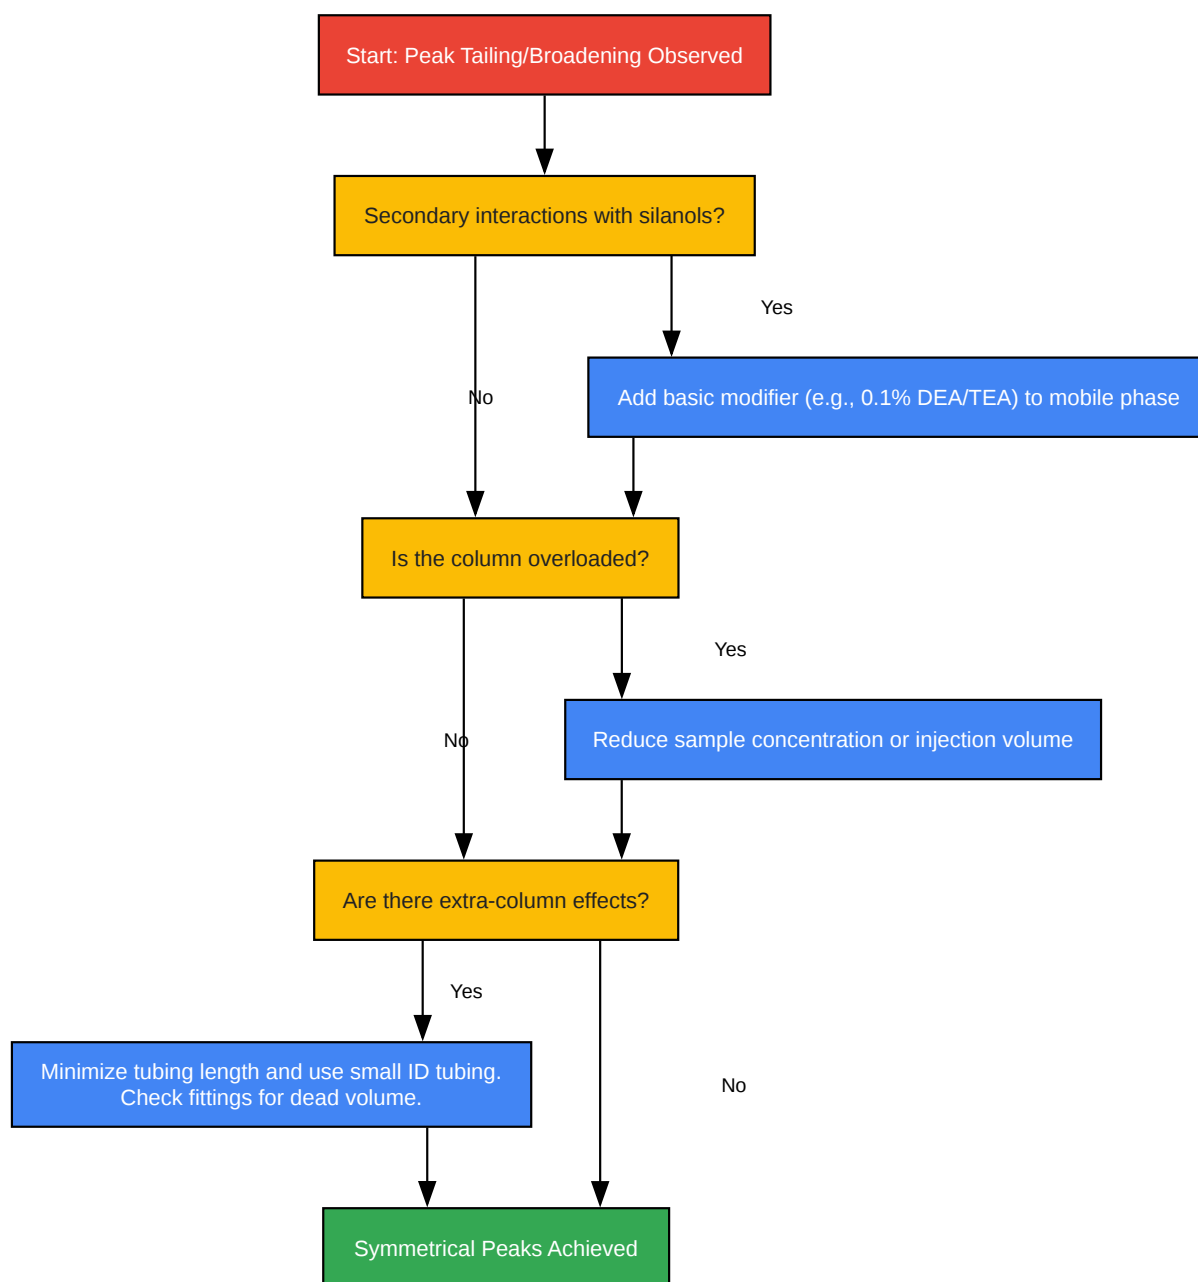 Start: Peak Tailing/Broadening Observed
Secondary interactions with silanols?
Yes
No
Add basic modifier (e.g., 0.1% DEA/TEA) to mobile phase
Is the column overloaded?
Yes
No
Reduce sample concentration or injection volume
Are there extra-column effects?
Yes
Minimize tubing length and use small ID tubing.
Check fittings for dead volume.
No
Symmetrical Peaks Achieved